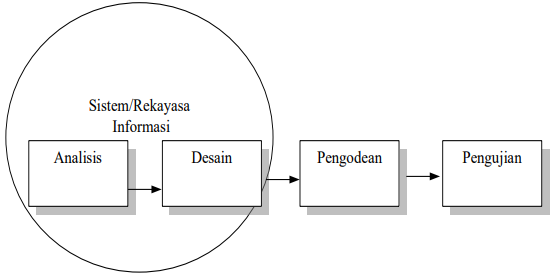 Sistem/Rekayasa
Informasi
Analisis
Desain
Pengodean
Pengujian